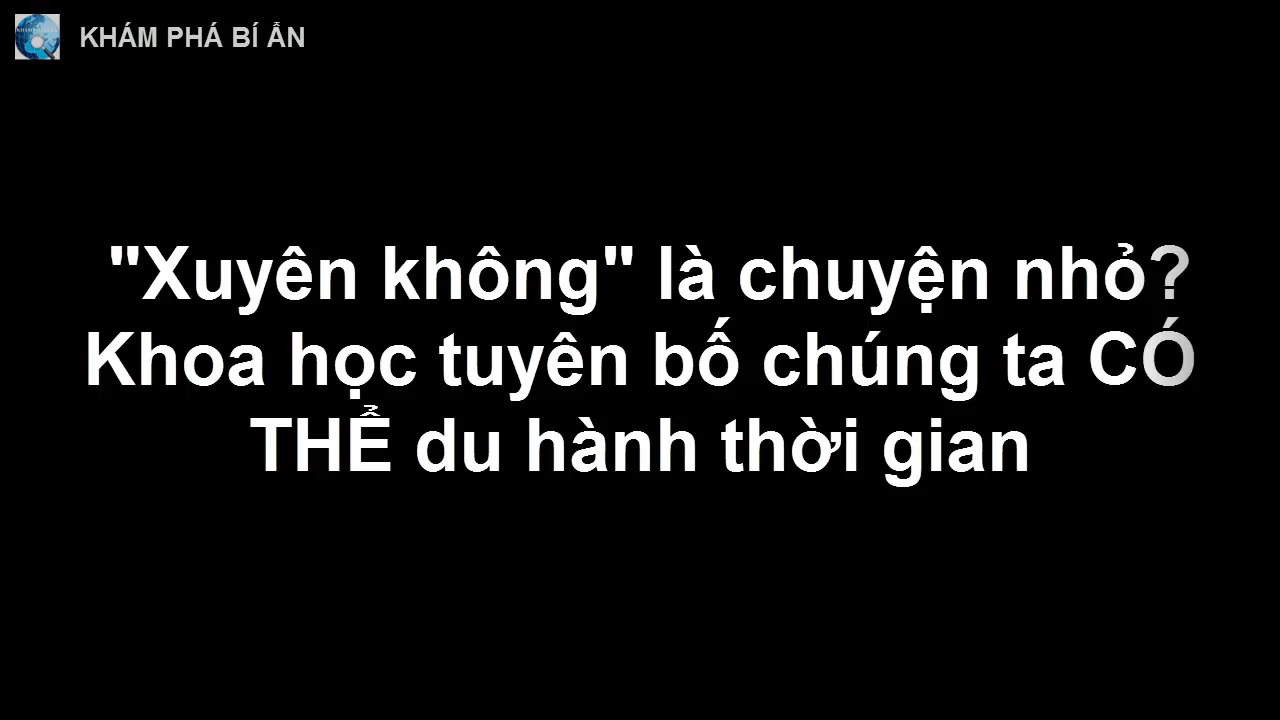 KHÁM PHÁ BÍ ẨN
"Xuyên không" là chuyện nhỏ?
Khoa học tuyên bố chúng ta CÓ
THỂ du hành thời gian